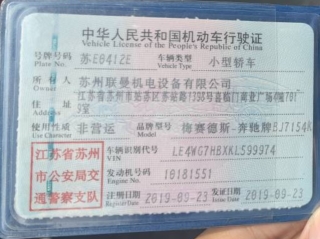 中华人民共和国机动车行驶证
Vehicle License of the People's Republic of China
号牌号码 苏E6412E 车辆类型 小型轿车
Plate No. Vehicle Type
所有人 苏州联曼机电设备有限公司
Owner
住址
Address
使用性质 非营运 品牌型号 梅赛德斯-奔驰牌BJ7154K
Use Character Model
江苏省苏州市公安局交通警察支队
车辆识别代号 LE4WG7HBXKL599974
VIN
发动机号码 10181551
Engine No.
注册日期 2019-09-23 发证日期 2019-09-23
Register Date Issue Date